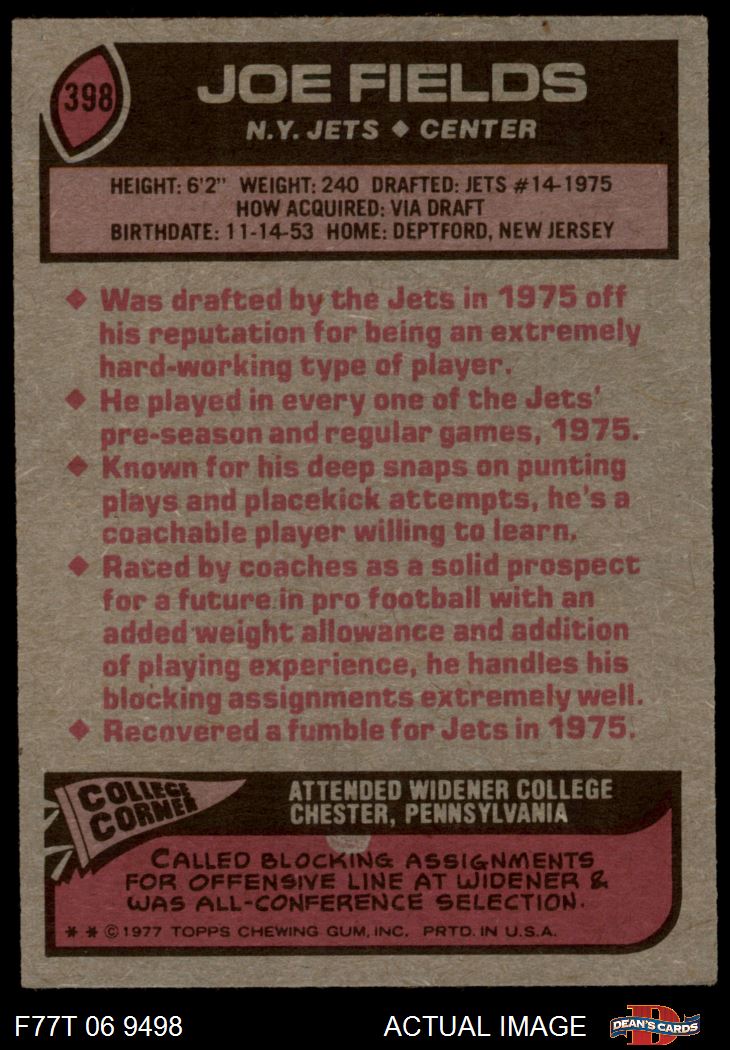 398
JOE FIELDS
N.Y. JETS ◆ CENTER
HEIGHT: 6'2" WEIGHT: 240 DRAFTED: JETS #14-1975
HOW ACQUIRED: VIA DRAFT
BIRTHDATE: 11-14-53 HOME: DEPTFORD, NEW JERSEY
◆ Was drafted by the Jets in 1975 off
his reputation for being an extremely
hard-working type of player.
◆ He played in every one of the Jets'
pre-season and regular games, 1975.
◆ Known for his deep snaps on punting
plays and placekick attempts, he's a
coachable player willing to learn.
◆ Rated by coaches as a solid prospect
for a future in pro football with an
added weight allowance and addition
of playing experience, he handles his
blocking assignments extremely well.
◆ Recovered a fumble for Jets in 1975.
COLLEGE
CORNER
ATTENDED WIDENER COLLEGE
CHESTER, PENNSYLVANIA
CALLED BLOCKING ASSIGNMENTS
FOR OFFENSIVE LINE AT WIDENER &
WAS ALL-CONFERENCE SELECTION.
* * © 1977 TOPPS CHEWING GUM, INC. PRTD. IN U.S.A.
F77T 06 9498
ACTUAL IMAGE
D
DEAN'S CARDS